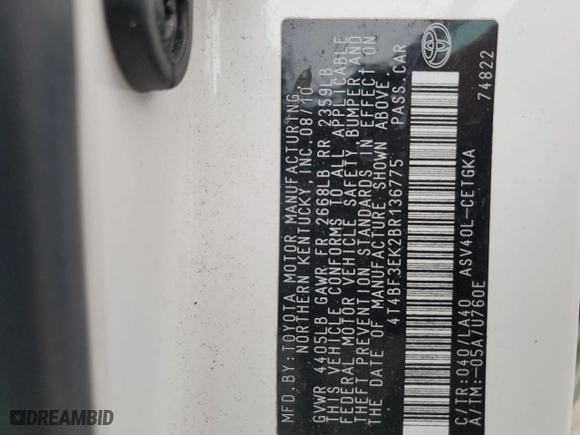 MFD.BY: TOYOTA MOTOR MANUFACTURING
NORTHERN KENTUCKY, INC. 08/10
GVWR 4405LB GAWR FR 2668LB RR 2359LB
THIS VEHICLE CONFORMS TO ALL APPLICABLE
FEDERAL MOTOR VEHICLE SAFETY, BUMPER, AND
THEFT PREVENTION STANDARDS IN EFFECT ON
THE DATE OF MANUFACTURE SHOWN ABOVE.
4T4BF3EK2BR136775 PASS. CAR
C/TR:040/LA40 ASV40L-CETGKA
A/TM:-05A/U760E
74822
DREAMBID